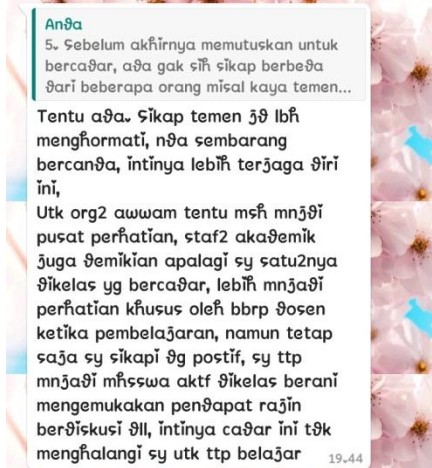 Anda
5. Sebelum akhirnya memutuskan untuk
bercadar, ada gak sih sikap berbeda
dari beberapa orang misal kaya temen...
Tentu ada. Sikap temen jd lbh
menghormati, nda sembarang
bercanda, intinya lebih terjaga diri
ini,
Utk org2 awwam tentu msh mnjdi
pusat perhatian, staf2 akademik
juga demikian apalagi sy satu2nya
dikelas yg bercadar, lebih mnjadi
perhatian khusus oleh bbrp dosen
ketika pembelajaran, namun tetap
saja sy sikapi dg postif, sy ttp
mnjadi mhsswa aktf dikelas berani
mengemukakan pendapat rajin
berdiskusi dll, intinya cadar ini tdk
menghalangi sy utk ttp belajar
19.44